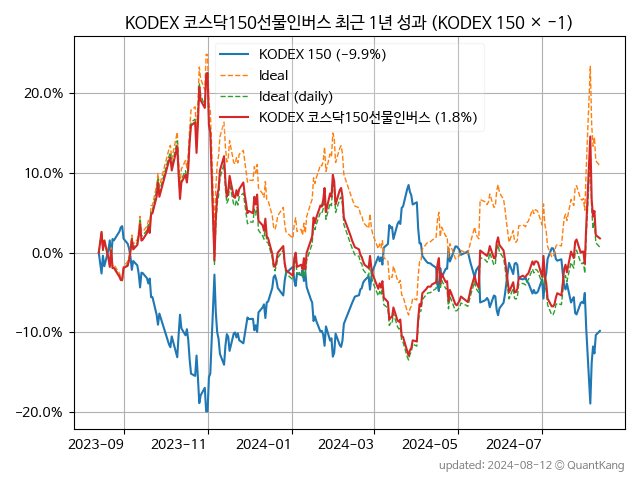 KODEX 코스닥150선물인버스 최근 1년 성과 (KODEX 150 × −1)
KODEX 150 (−9.9%)
Ideal
Ideal (daily)
KODEX 코스닥150선물인버스 (1.8%)
20.0%
10.0%
0.0%
−10.0%
−20.0%
2023-09
2023-11
2024-01
2024-03
2024-05
2024-07
updated: 2024-08-12 © QuantKang